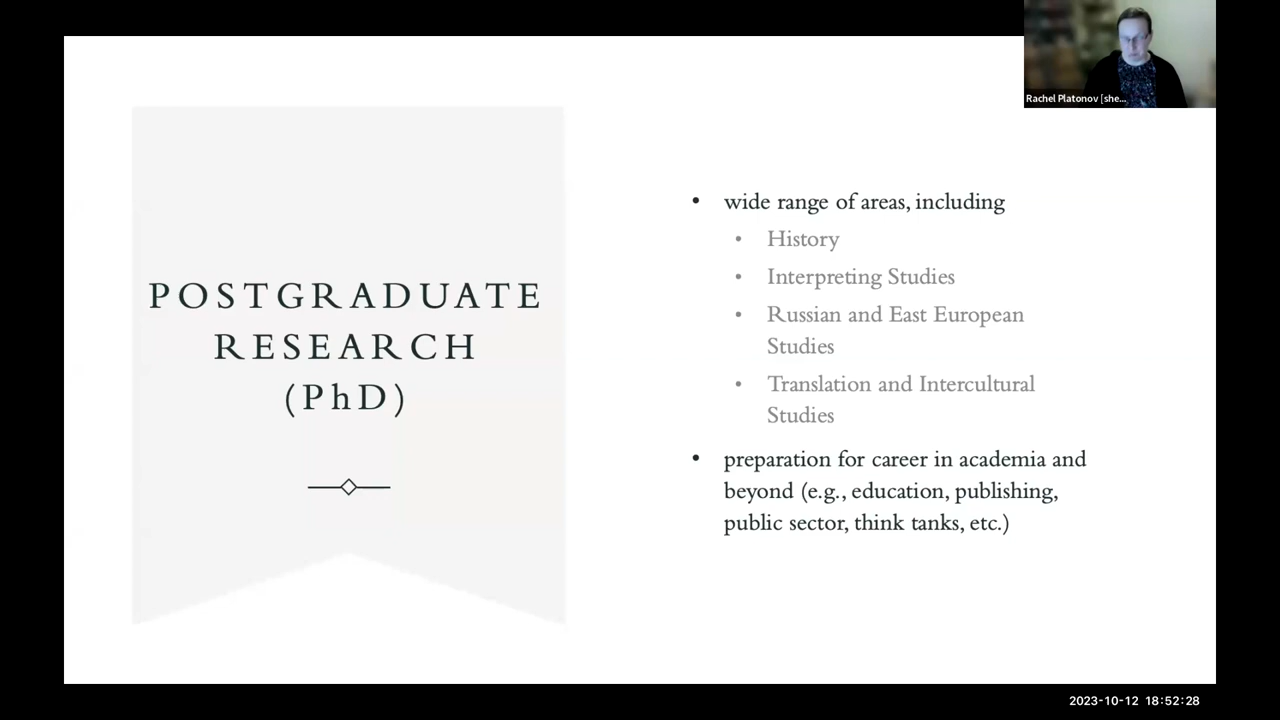 Rachel Platonov [she...
POSTGRADUATE
RESEARCH
(PhD)
• wide range of areas, including
• History
• Interpreting Studies
• Russian and East European
Studies
• Translation and Intercultural
Studies
• preparation for career in academia and
beyond (e.g., education, publishing,
public sector, think tanks, etc.)
2023-10-12 18:52:28